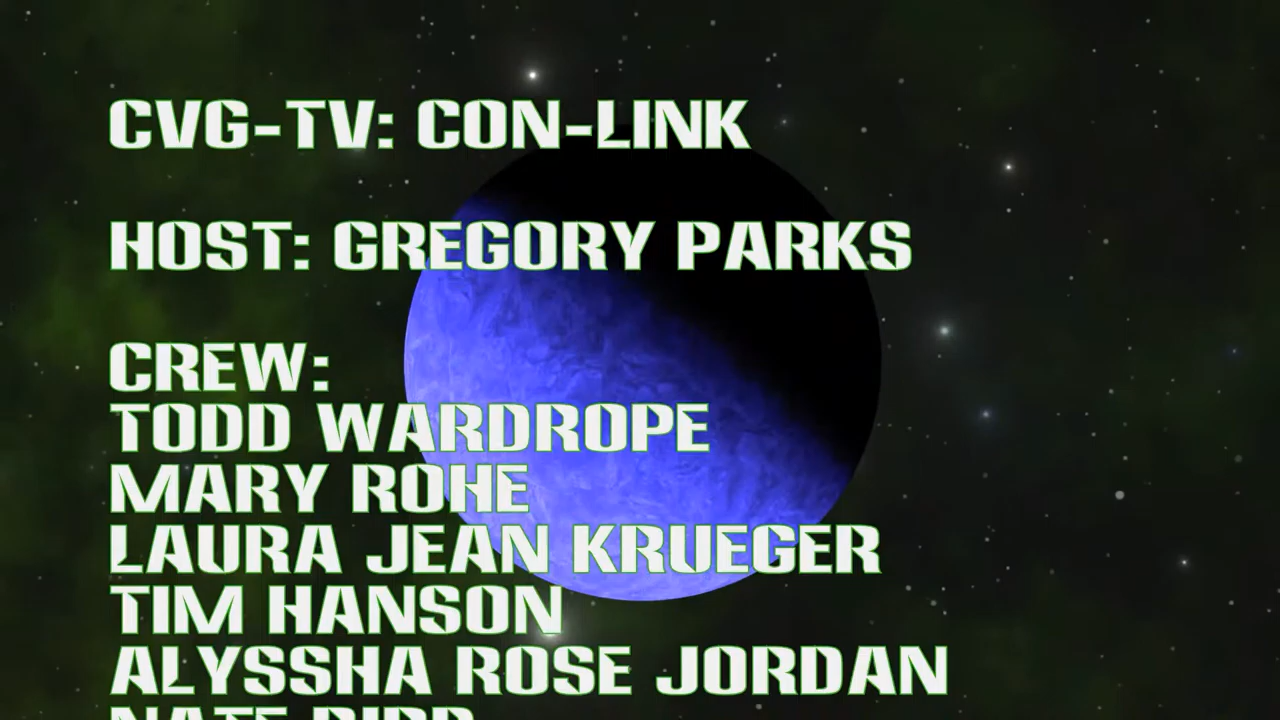 CVG-TV: CON-LINK
HOST: GREGORY PARKS
CREW:
TODD WARDROPE
MARY ROHE
LAURA JEAN KRUEGER
TIM HANSON
ALYSSHA ROSE JORDAN